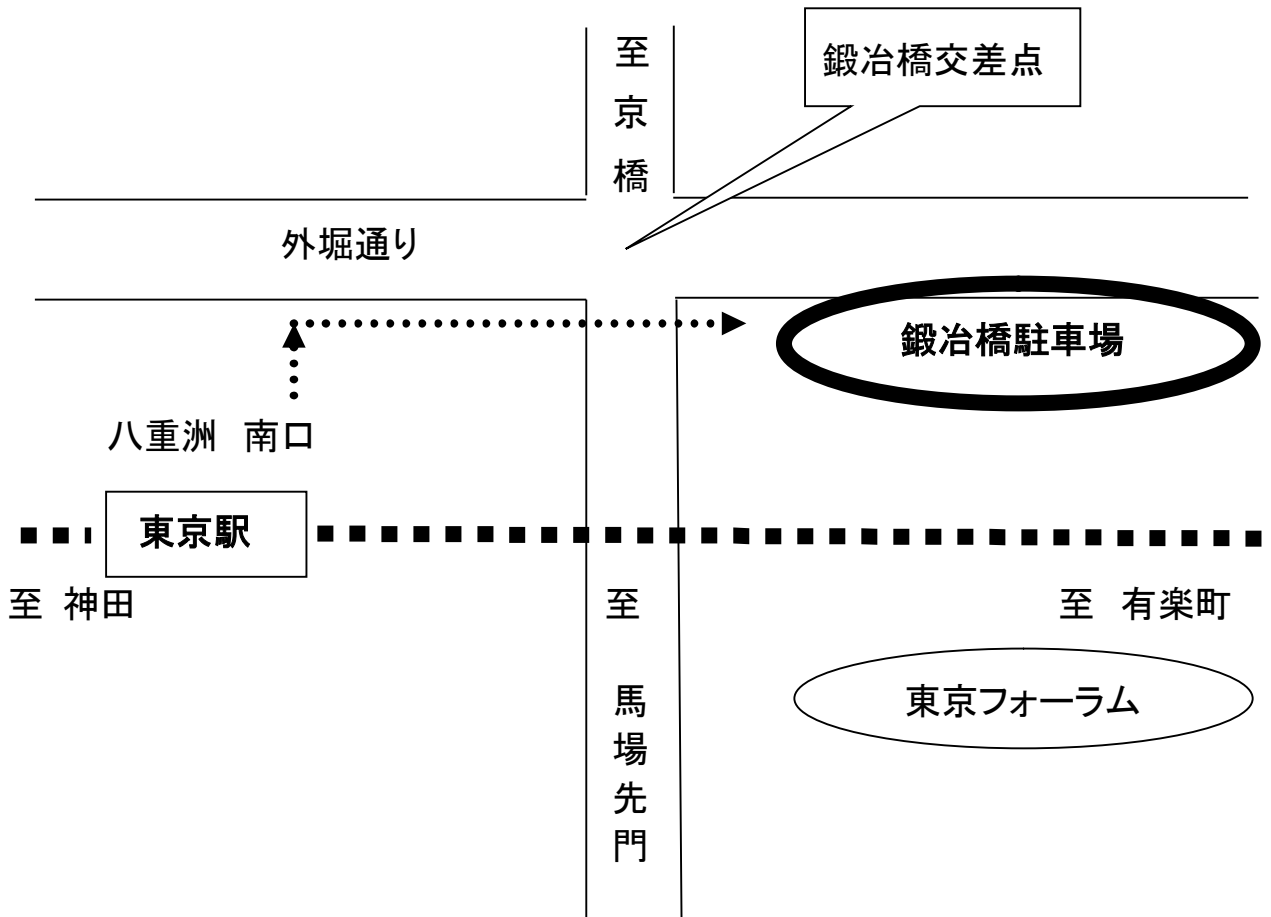 至京橋
鍛冶橋交差点
外堀通り
鍛冶橋駐車場
八重洲　南口
東京駅
至 神田
至　馬場先門
至　有楽町
東京フォーラム